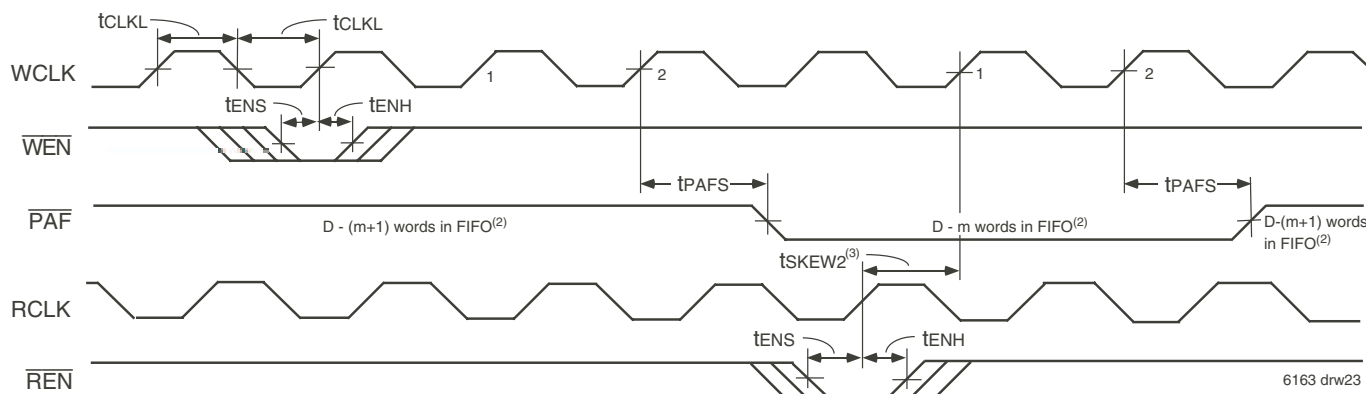 tCLKL tCLKL
WCLK 1 2 1 2
tENS tENH
WEN
tPAFS tPAFS
PAF D - (m+1) words in FIFO(2) D - m words in FIFO(2) D-(m+1) words in FIFO(2)
tSKEW2(3)
RCLK
tENS tENH
REN
6163 drw23